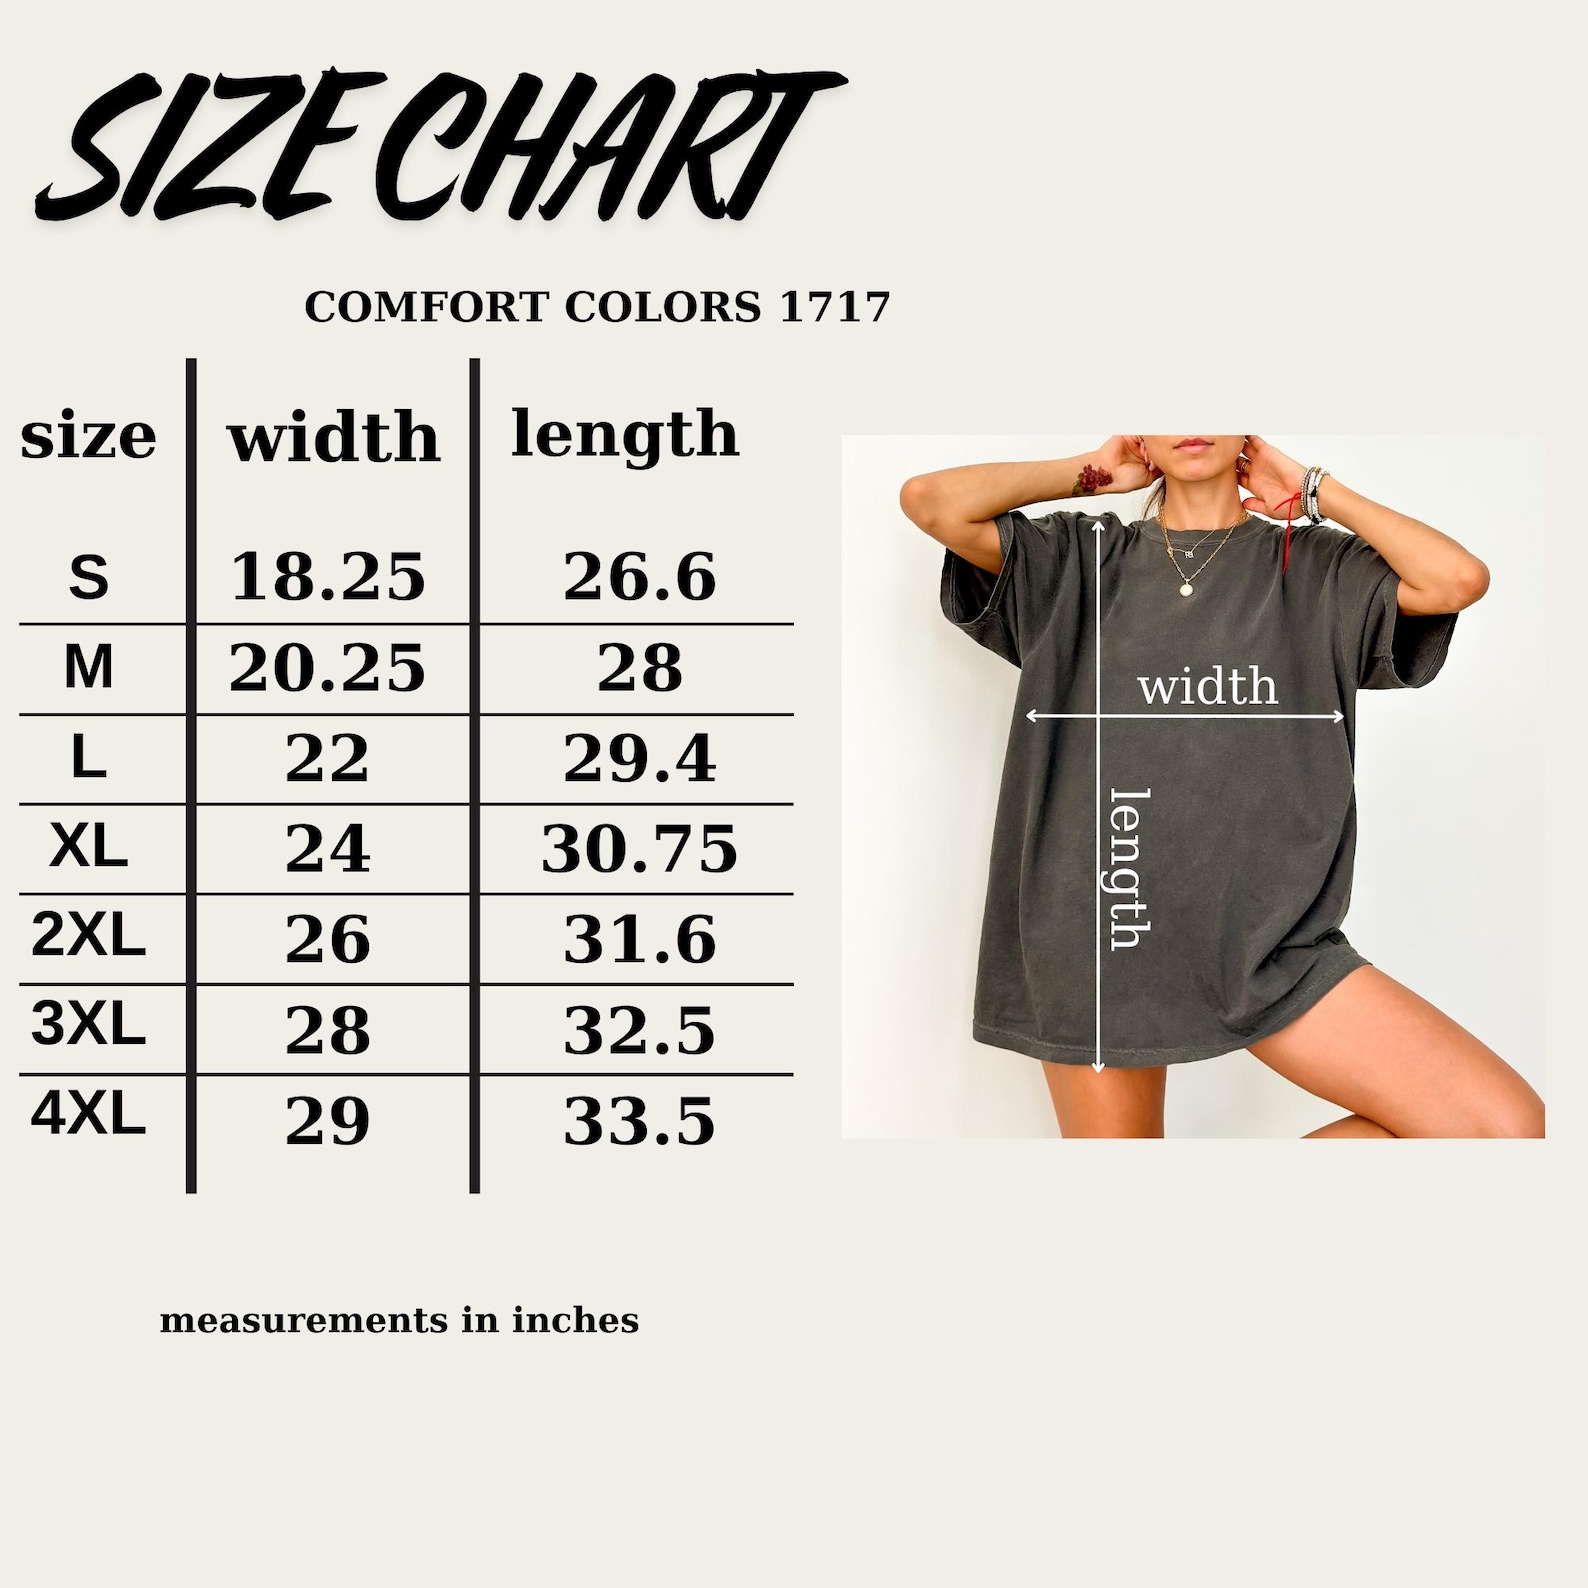 SIZE CHART
COMFORT COLORS 1717
size width length
S 18.25 26.6
M 20.25 28
L 22 29.4
XL 24 30.75
2XL 26 31.6
3XL 28 32.5
4XL 29 33.5
measurements in inches
width
length